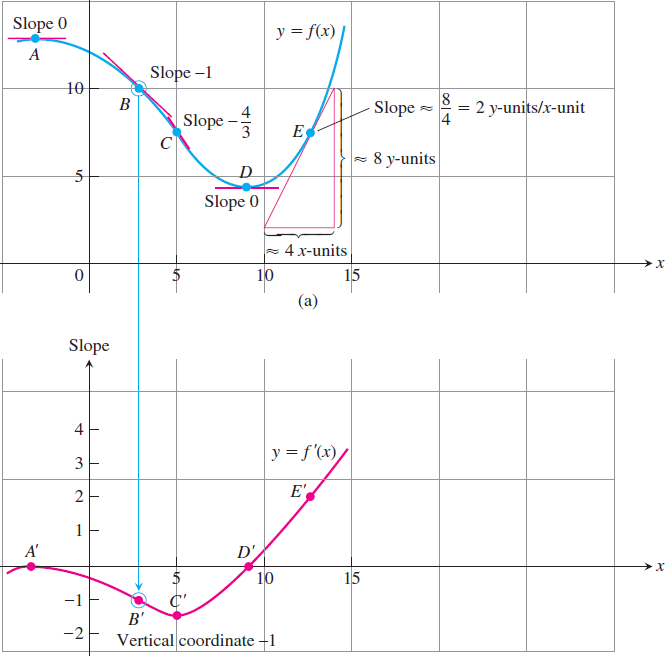 Slope 0
y = f(x)
A
Slope −1
10
B
Slope −4/3
Slope ≈ 8/4 = 2 y-units/x-unit
C
E
≈ 8 y-units
D
5
Slope 0
≈ 4 x-units
0
5
10
15
x
(a)
Slope
4
3
y = f′(x)
2
E′
1
A′
D′
5
10
15
x
−1
C′
B′
−2
Vertical coordinate −1